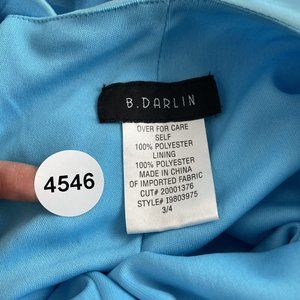 B. DARLIN
OVER FOR CARE
SELF
100% POLYESTER
LINING
100% POLYESTER
MADE IN CHINA
OF IMPORTED FABRIC
CUT# 20001376
STYLE# I9803975
3/4
4546